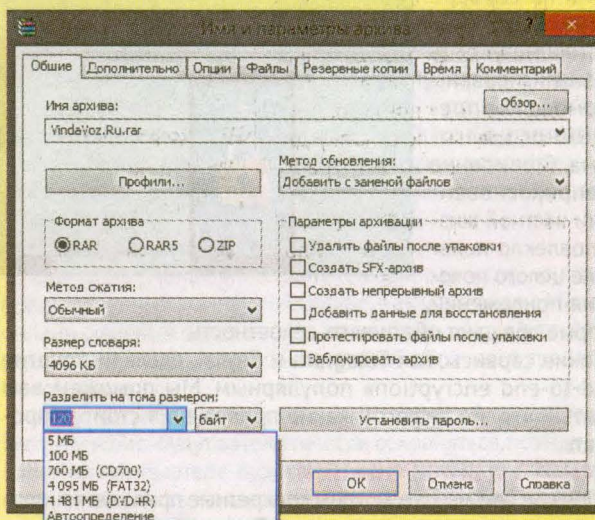 Имя и параметры архива
?
Общие Дополнительно Опции Файлы Резервные копии Время Комментарий
Имя архива:
Обзор...
VindaVoz.Ru.rar
Метод обновления:
Профили...
Добавить с заменой файлов
Формат архива
RAR RAR5 ZIP
Параметры архивации
Удалить файлы после упаковки
Создать SFX-архив
Создать непрерывный архив
Добавить данные для восстановления
Протестировать файлы после упаковки
Заблокировать архив
Метод сжатия:
Обычный
Размер словаря:
4096 КБ
Разделить на тома размером:
120 байт
Установить пароль...
5 МБ
100 МБ
700 МБ (CD700)
4 095 МБ (FAT32)
4 481 МБ (DVD+R)
Автоопределение
OK Отмена Справка